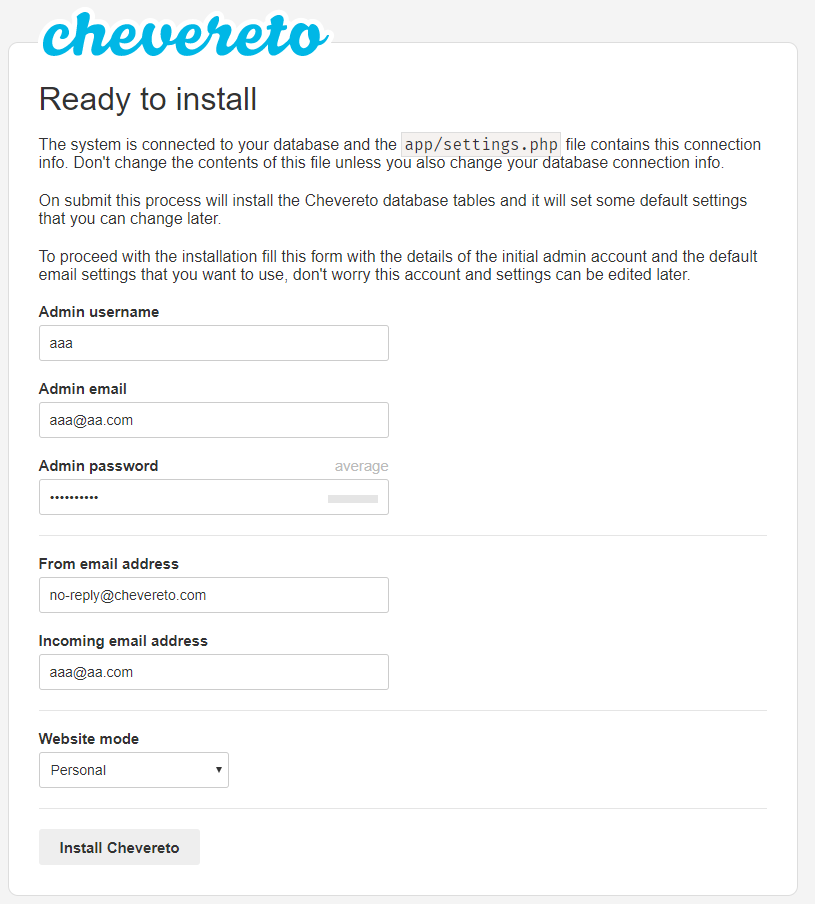 chevereto
Ready to install
The system is connected to your database and the app/settings.php file contains this connection
info. Don't change the contents of this file unless you also change your database connection info.
On submit this process will install the Chevereto database tables and it will set some default settings
that you can change later.
To proceed with the installation fill this form with the details of the initial admin account and the default
email settings that you want to use, don't worry this account and settings can be edited later.
Admin username
aaa
Admin email
aaa@aa.com
Admin password average
••••••••••
From email address
no-reply@chevereto.com
Incoming email address
aaa@aa.com
Website mode
Personal
Install Chevereto